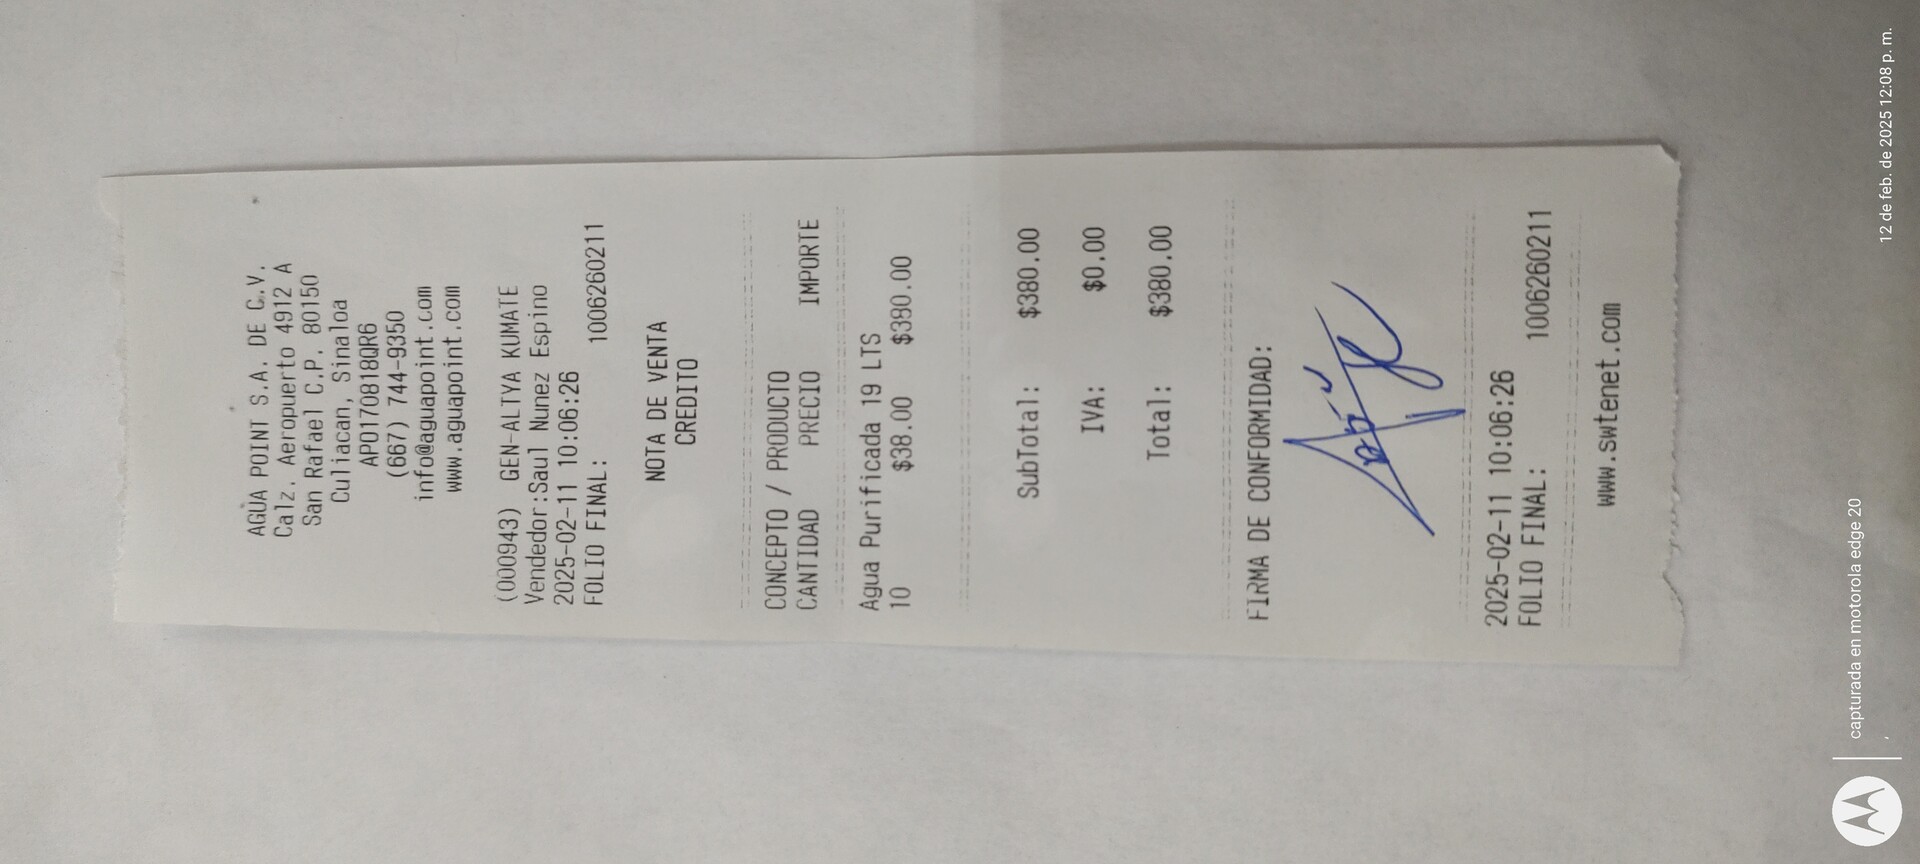 AGUA POINT S.A. DE C.V.
Calz. Aeropuerto 4912 A
San Rafael C.P. 80150
Culiacan, Sinaloa
APO170818QR6
(667) 744-9350
info@aguapoint.com
www.aguapoint.com
(000943) GEN-ALTYA KUMATE
Vendedor:Saul Nunez Espino
2025-02-11 10:06:26
FOLIO FINAL: 1006260211
NOTA DE VENTA
CREDITO
CONCEPTO / PRODUCTO
CANTIDAD PRECIO IMPORTE
Agua Purificada 19 LTS
10 $38.00 $380.00
SubTotal: $380.00
IVA: $0.00
Total: $380.00
FIRMA DE CONFORMIDAD:
2025-02-11 10:06:26
FOLIO FINAL: 1006260211
www.swtenet.com
capturada en motorola edge 20
,
12 de feb. de 2025 12:08 p. m.